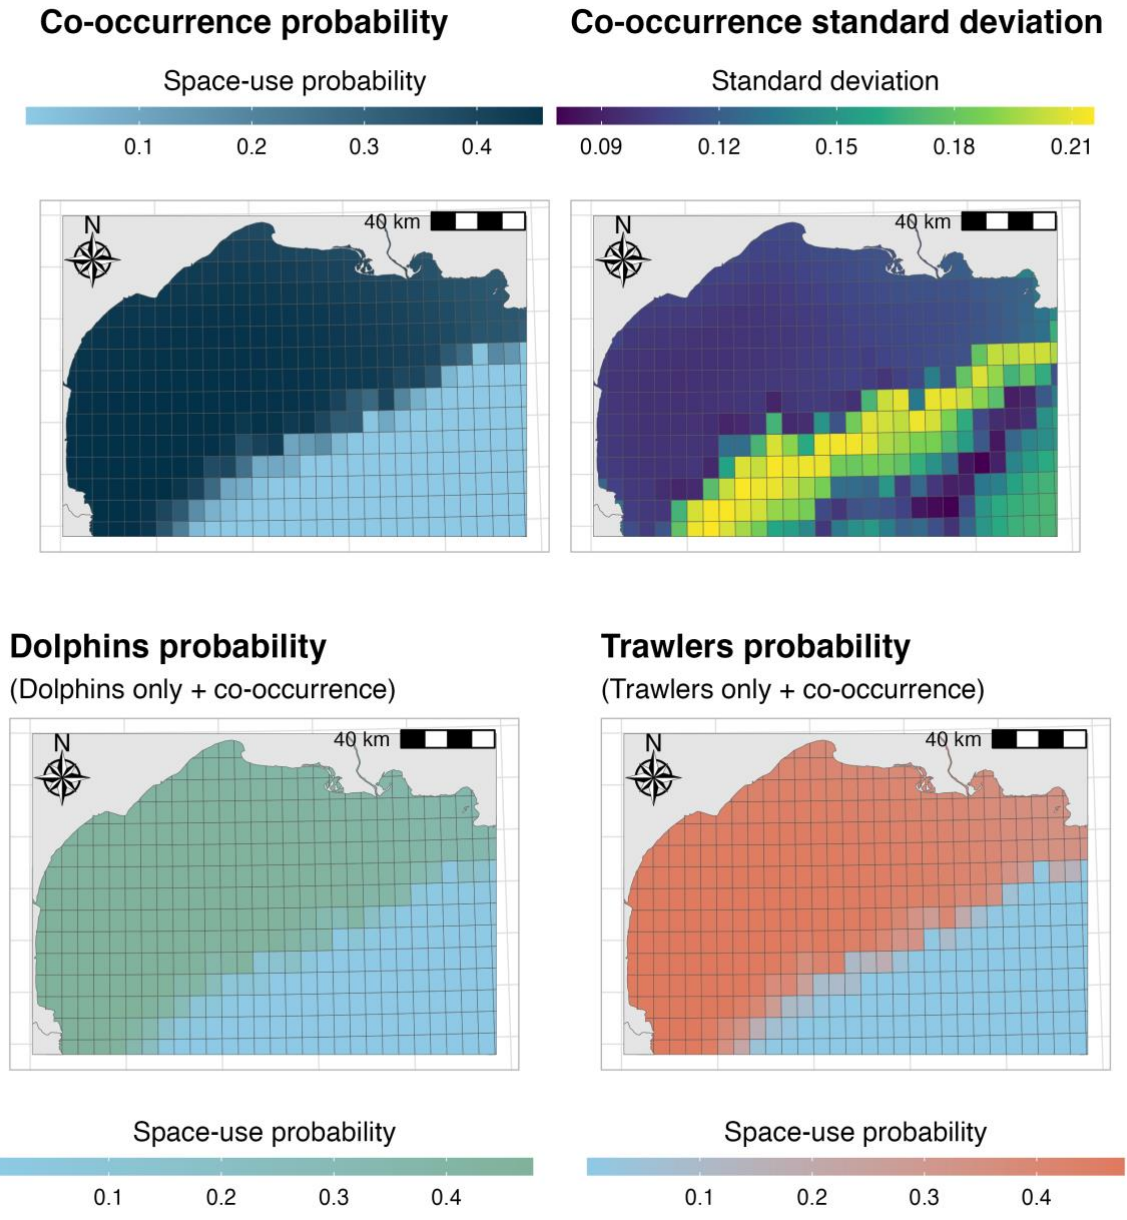 Co-occurrence probability
Co-occurrence standard deviation
Space-use probability
Standard deviation
0.1 0.2 0.3 0.4
0.09 0.12 0.15 0.18 0.21
N
40 km
N
40 km
Dolphins probability
(Dolphins only + co-occurrence)
Trawlers probability
(Trawlers only + co-occurrence)
N
40 km
N
40 km
Space-use probability
Space-use probability
0.1 0.2 0.3 0.4
0.1 0.2 0.3 0.4